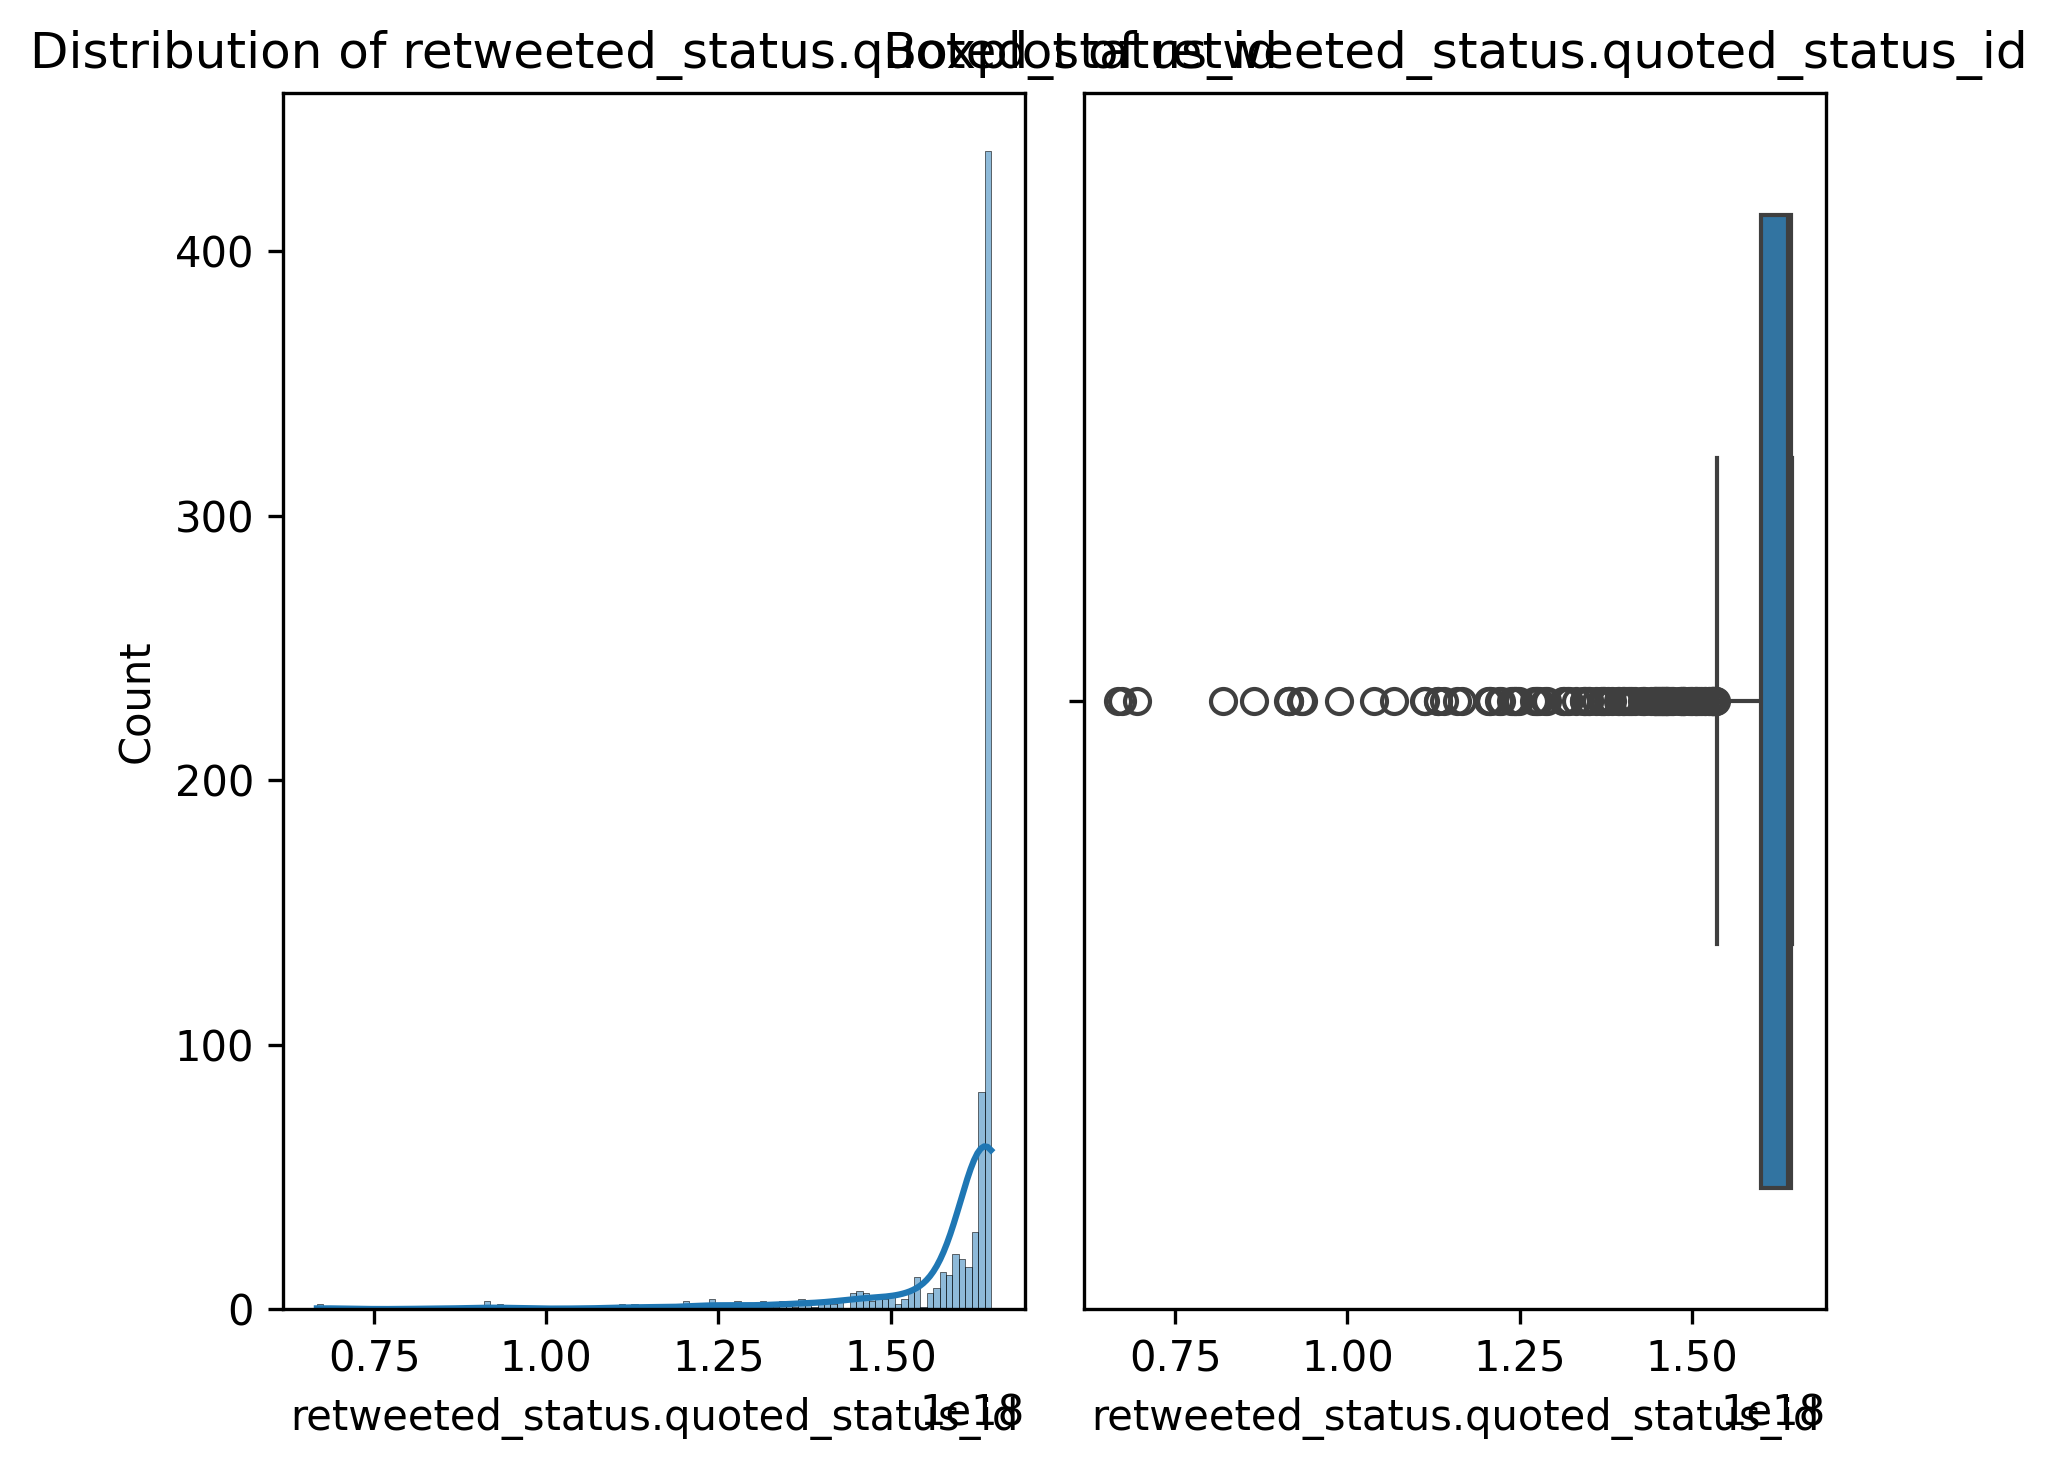 Distribution of retweeted_status.quoted_status_id
Boxplot of retweeted_status.quoted_status_id
Count
400
300
200
100
0
0.75 1.00 1.25 1.50
1e18
retweeted_status.quoted_status_id
0.75 1.00 1.25 1.50
1e18
retweeted_status.quoted_status_id